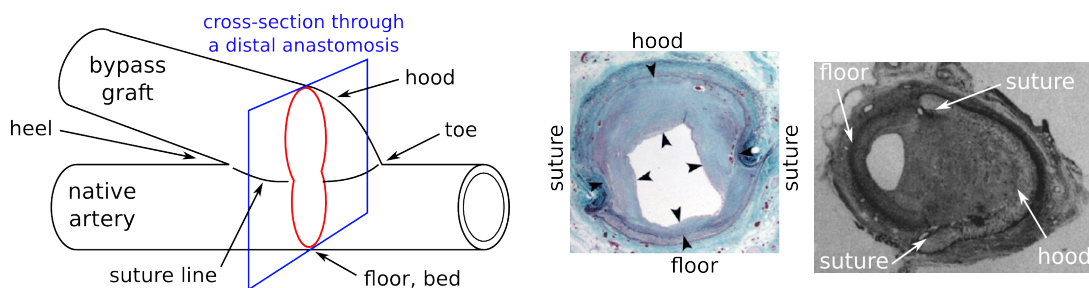 cross-section through
a distal anastomosis
bypass
graft
hood
heel
toe
native
artery
suture line
floor, bed
hood
suture
suture
floor
floor
suture
suture
hood